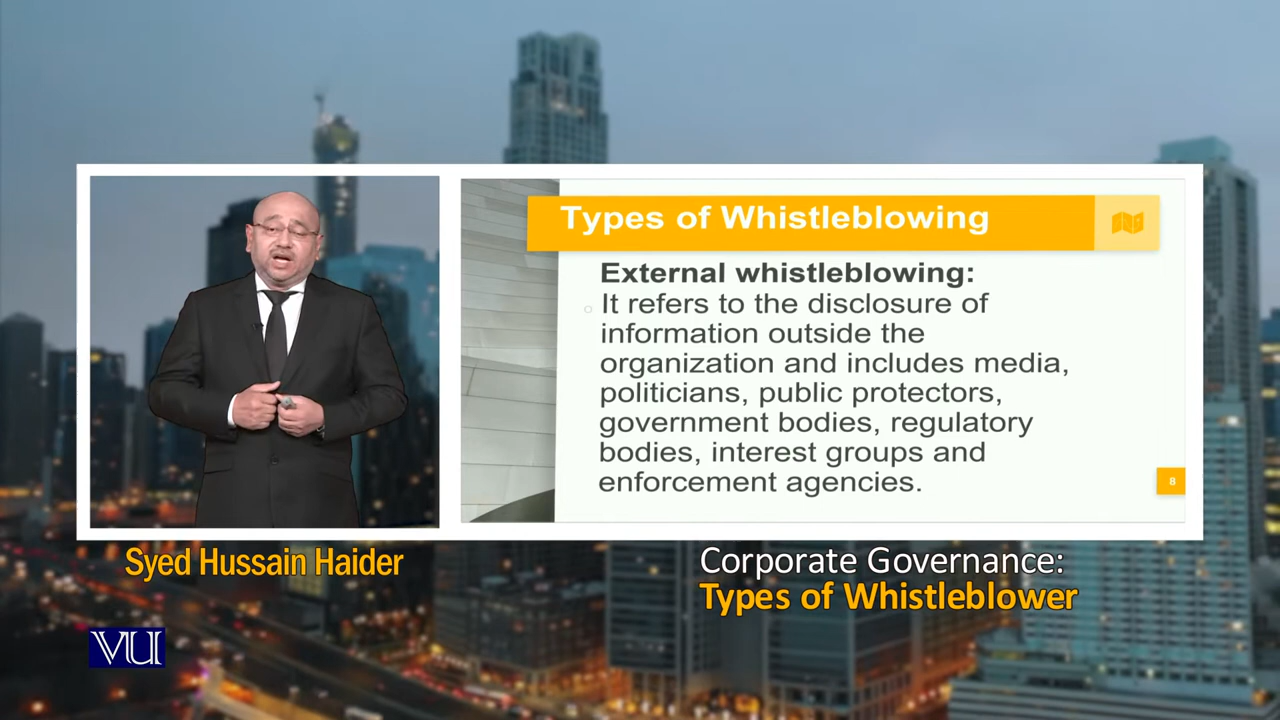 Types of Whistleblowing
External whistleblowing:
It refers to the disclosure of
information outside the
organization and includes media,
politicians, public protectors,
government bodies, regulatory
bodies, interest groups and
enforcement agencies.
8
Syed Hussain Haider
Corporate Governance:
Types of Whistleblower
VU